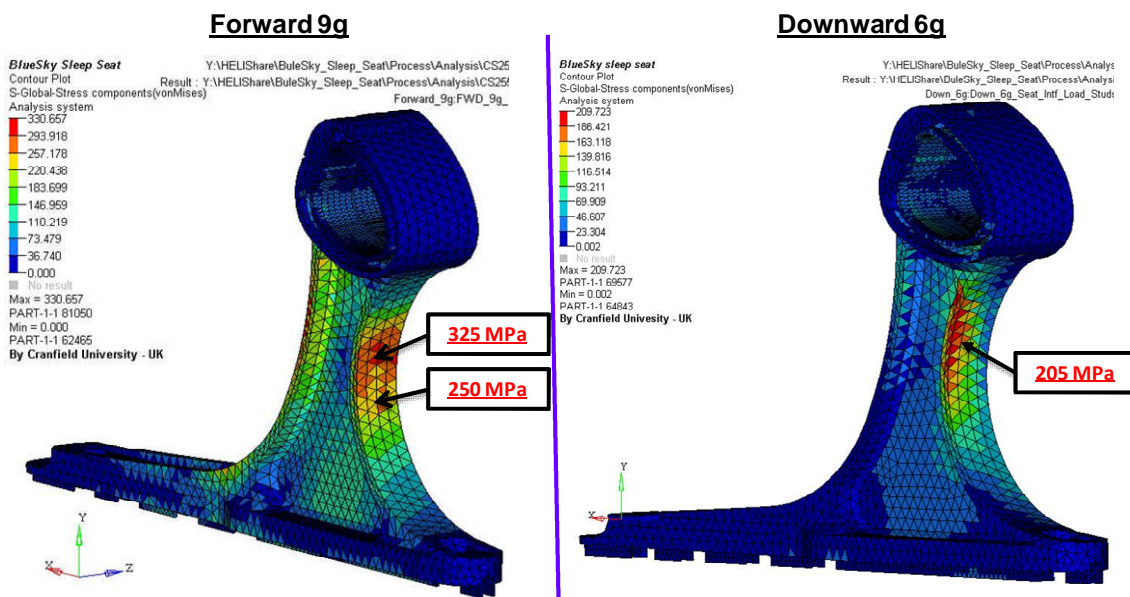 Forward 9g
BlueSky Sleep Seat
Y:\HELIShare\BuleSky_Sleep_Seat\Process\Analysis\CS25
Contour Plot
Result : Y:\HELIShare\BuleSky_Sleep_Seat\Process\Analysis\CS255
S-Global-Stress components(vonMises)
Forward_9g:FWD_9g_
Analysis system
330.657
293.918
257.178
220.438
183.699
146.959
110.219
73.479
36.740
0.000
No result
Max = 330.657
PART-1-1 81050
Min = 0.000
PART-1-1 62465
By Cranfield University - UK
325 MPa
250 MPa
Y
X
Z
Downward 6g
BlueSky sleep seat
Y:\HELIShare\BuleSky_Sleep_Seat\Process\Analys
Contour Plot
Result : Y:\HELIShare\BuleSky_Sleep_Seat\Process\Analys
S-Global-Stress components(vonMises)
Down_6g:Down_6g_Seat_Intf_Load_Studs
Analysis system
209.723
186.421
163.118
139.816
116.514
93.211
69.909
46.607
23.304
0.002
No result
Max = 209.723
PART-1-1 69577
Min = 0.002
PART-1-1 64843
By Cranfield Univesity - UK
205 MPa
Y
X